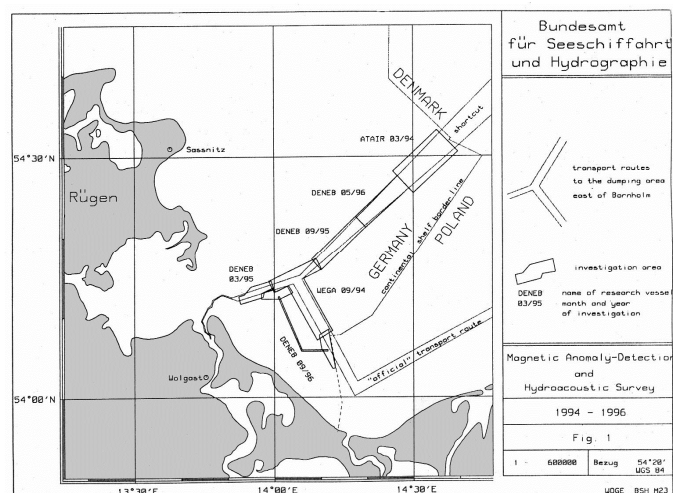 Bundesamt
für Seeschiffahrt
und Hydrographie
DENMARK
shortcut
ATAIR 03/94
Sassnitz
54°30'N
Rügen
DENEB 05/96
DENEB 09/95
GERMANY
continental shelf border line
POLAND
DENEB
03/95
WEGA 09/94
DENEB 09/96
"official" transport route
Wolgast
54°00'N
13°30'E
14°00'E
14°30'E
transport routes
to the dumping area
east of Bornholm
investigation area
DENEB
03/95
name of research vessel
month and year
of investigation
Magnetic Anomaly-Detection
and
Hydroacoustic Survey
1994 - 1996
Fig. 1
1 : 600000
Bezug
54°20'
WGS 84
WDGE BSH M23